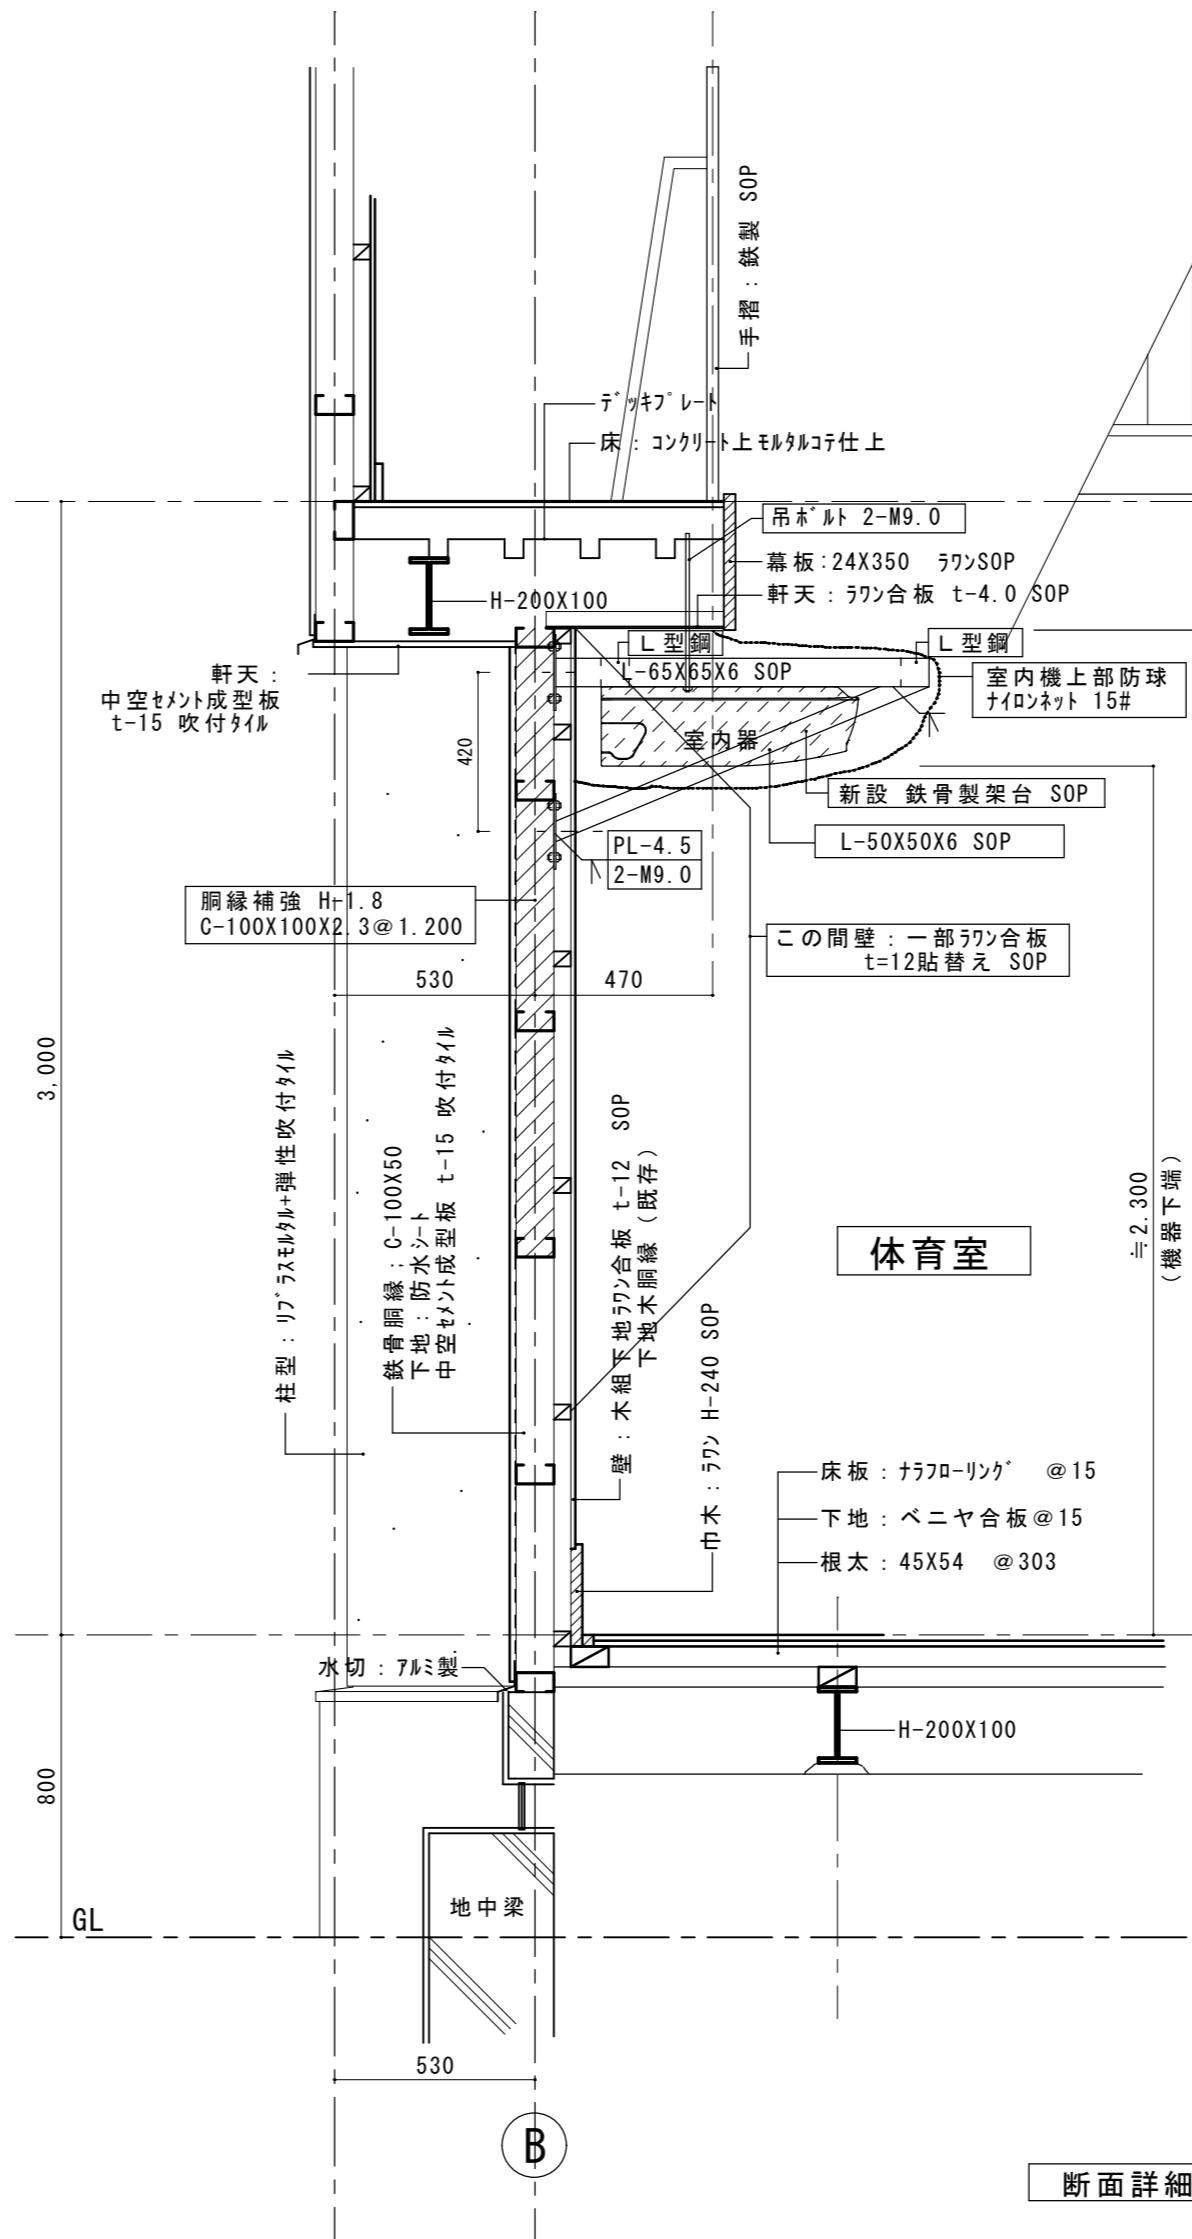 手摺：鉄製 SOP
ﾃﾞｯｷﾌﾟﾚｰﾄ
床：ｺﾝｸﾘｰﾄ上ﾓﾙﾀﾙｺﾃ仕上
吊ﾎﾞﾙﾄ 2-M9.0
幕板:24X350 ﾗﾜﾝSOP
軒天：ﾗﾜﾝ合板 t-4.0 SOP
H-200X100
L型鋼
L型鋼
L-65X65X6 SOP
室内機上部防球
ﾅｲﾛﾝﾈｯﾄ 15#
軒天：
中空ｾﾒﾝﾄ成型板
t-15 吹付ﾀｲﾙ
420
室内器
新設 鉄骨製架台 SOP
L-50X50X6 SOP
PL-4.5
2-M9.0
胴縁補強 H-1.8
C-100X100X2.3@1.200
この間壁：一部ﾗﾜﾝ合板
t=12貼替え SOP
530
470
3,000
柱型：ﾘﾌﾞﾗｽﾓﾙﾀﾙ+弾性吹付ﾀｲﾙ
鉄骨胴縁：C-100X50
下地：防水ｼｰﾄ
中空ｾﾒﾝﾄ成型板 t-15 吹付ﾀｲﾙ
壁：木組下地ﾗﾜﾝ合板 t-12 SOP
下地木胴縁（既存）
巾木：ﾗﾜﾝ H-240 SOP
体育室
≒2.300
（機器下端）
床板：ﾅﾗﾌﾛｰﾘﾝｸﾞ @15
下地：ベニヤ合板@15
根太：45X54 @303
水切：ｱﾙﾐ製
H-200X100
800
地中梁
GL
530
B
断面詳細